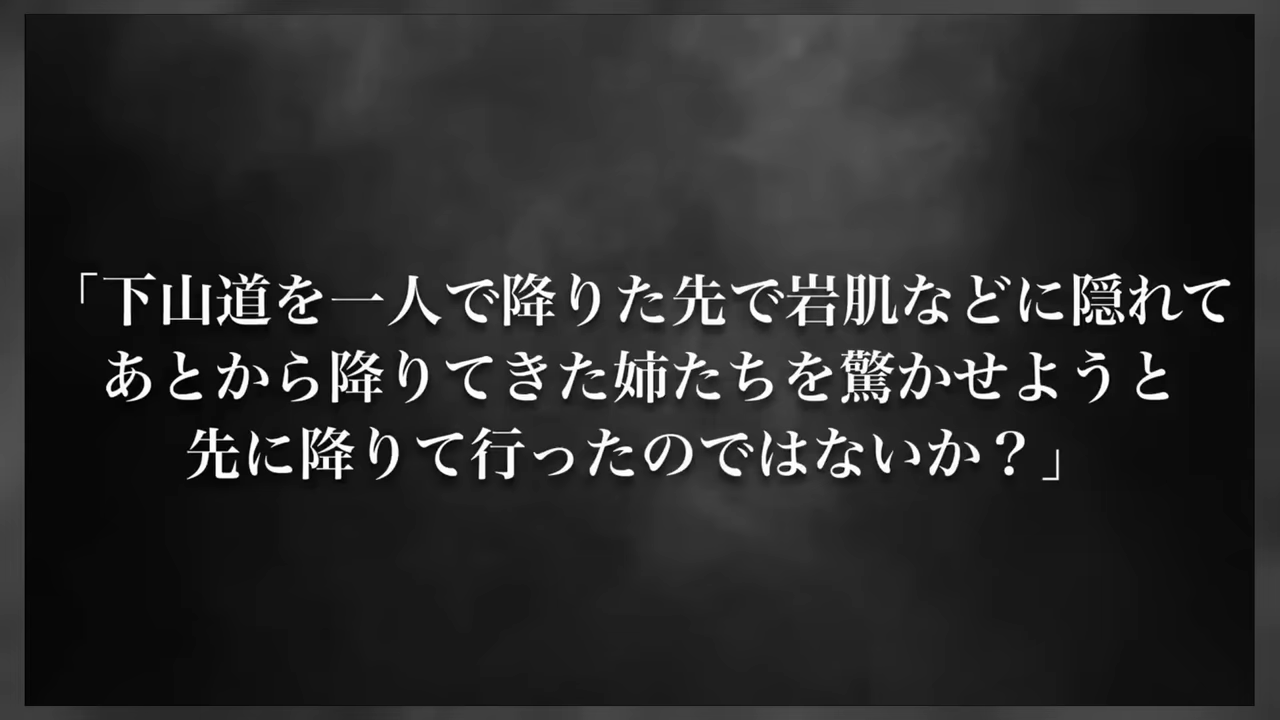 「下山道を一人で降りた先で岩肌などに隠れて
あとから降りてきた姉たちを驚かせようと
先に降りて行ったのではないか？」